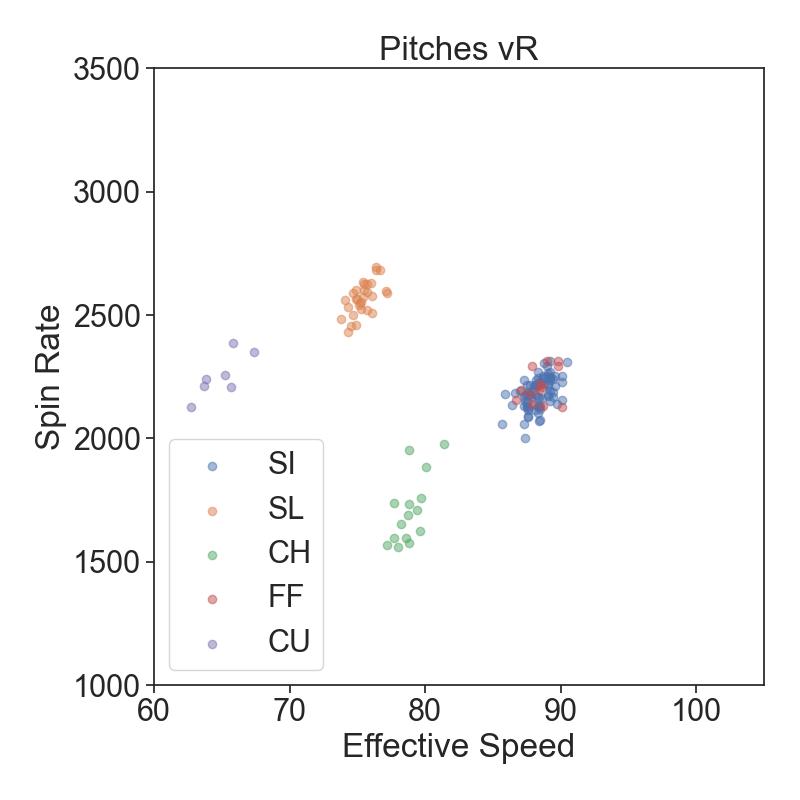 Pitches vR
3500
3000
2500
2000
1500
1000
Spin Rate
SI
SL
CH
FF
CU
60 70 80 90 100
Effective Speed